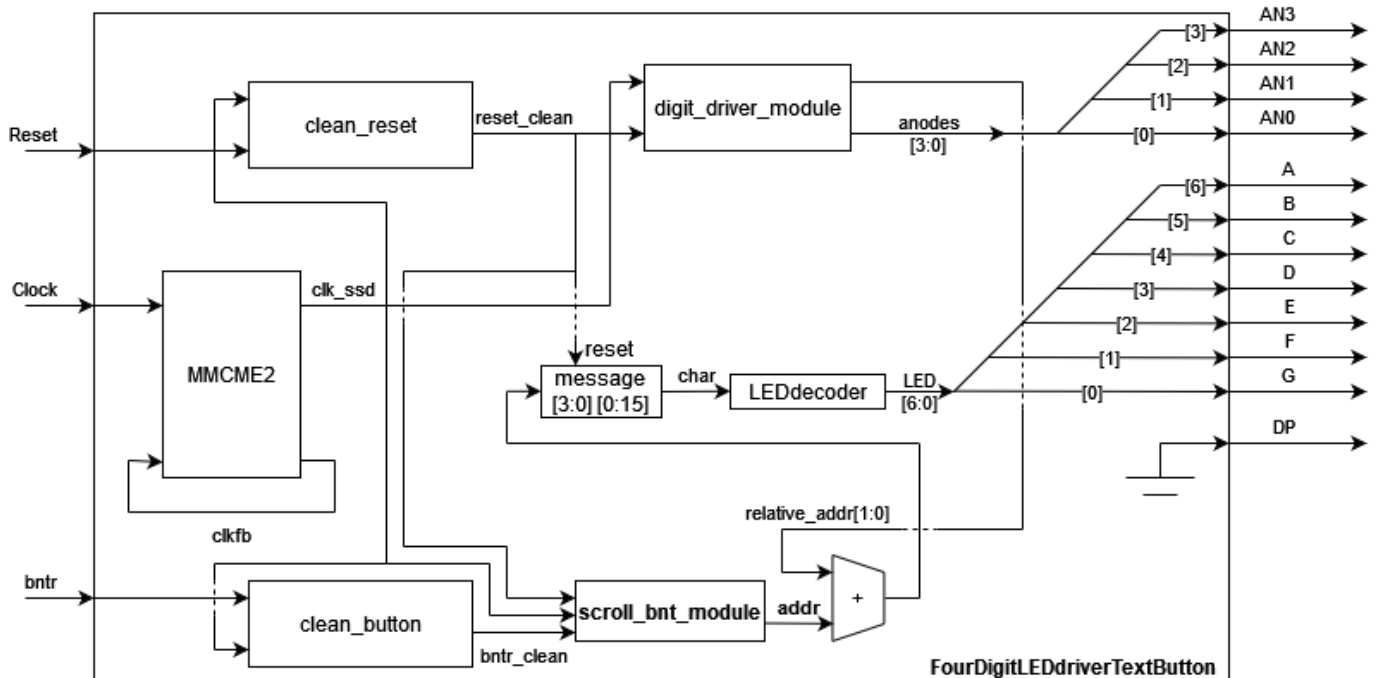 AN3
[3]
AN2
[2]
AN1
[1]
AN0
[0]
digit_driver_module
anodes
[3:0]
clean_reset
reset_clean
Reset
A
[6]
B
[5]
C
[4]
D
[3]
E
[2]
F
[1]
G
[0]
DP
Clock
clk_ssd
MMCME2
reset
message
[3:0] [0:15]
char
LEDdecoder
LED
[6:0]
clkfb
relative_addr[1:0]
bntr
clean_button
bntr_clean
scroll_bnt_module
addr
+
FourDigitLEDdriverTextButton